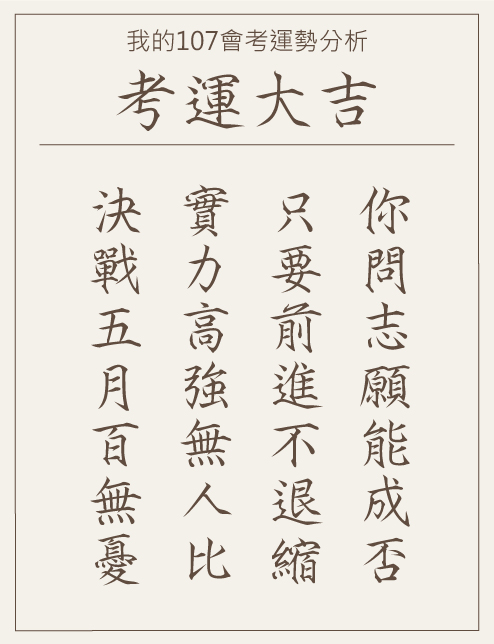 我的107會考運勢分析
考運大吉
你問志願能成否
只要前進不退縮
實力高強無人比
決戰五月百無憂